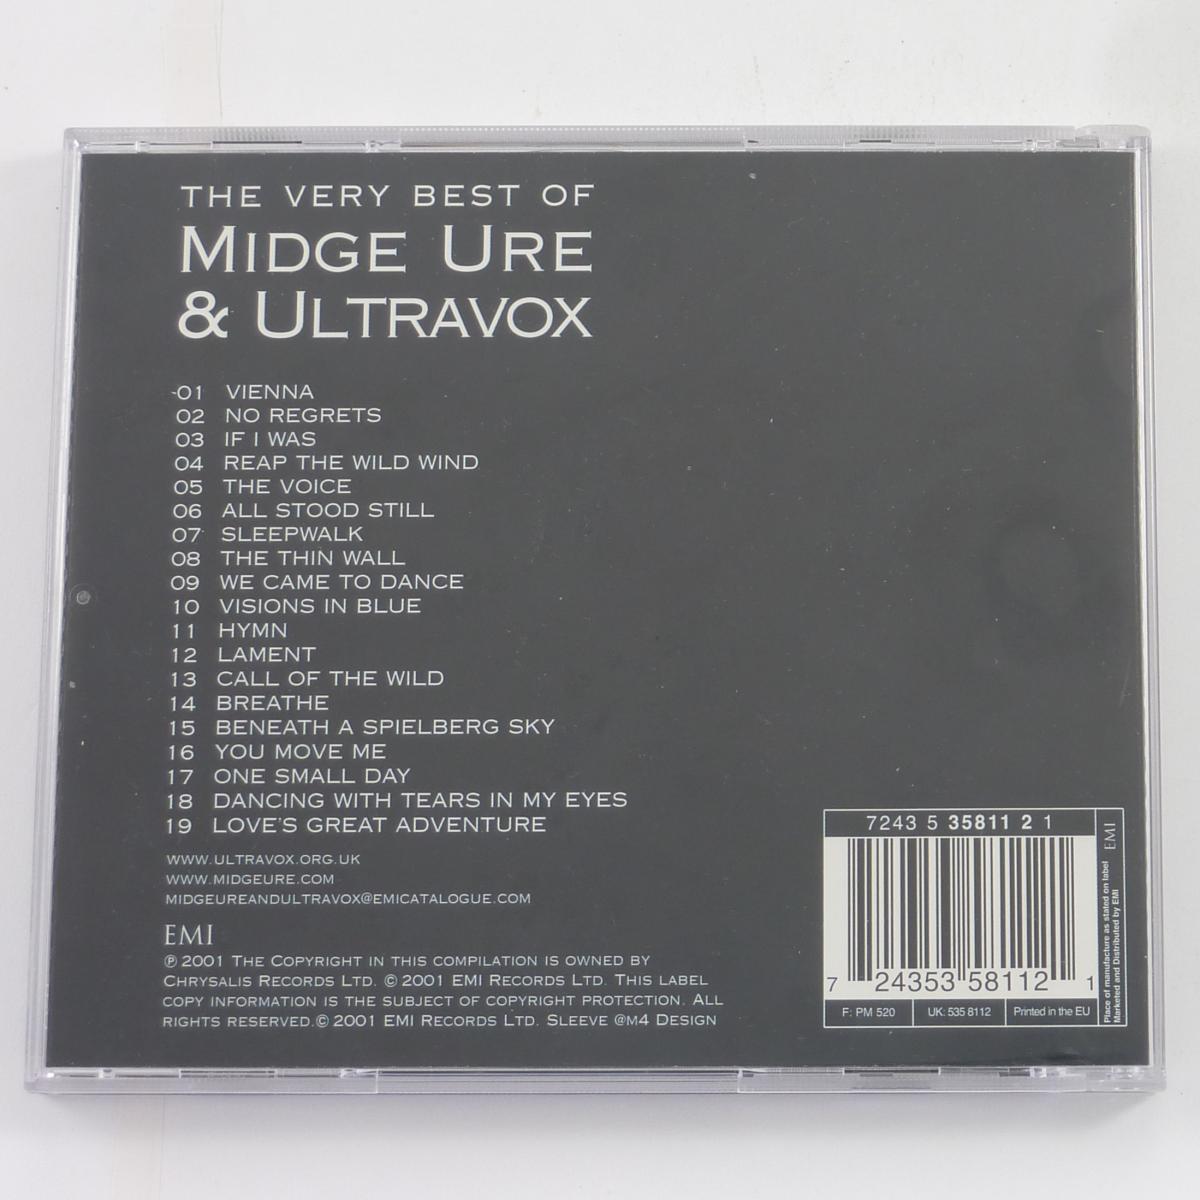 THE VERY BEST OF
MIDGE URE
& ULTRAVOX
01 VIENNA
02 NO REGRETS
03 IF I WAS
04 REAP THE WILD WIND
05 THE VOICE
06 ALL STOOD STILL
07 SLEEPWALK
08 THE THIN WALL
09 WE CAME TO DANCE
10 VISIONS IN BLUE
11 HYMN
12 LAMENT
13 CALL OF THE WILD
14 BREATHE
15 BENEATH A SPIELBERG SKY
16 YOU MOVE ME
17 ONE SMALL DAY
18 DANCING WITH TEARS IN MY EYES
19 LOVE'S GREAT ADVENTURE
WWW.ULTRAVOX.ORG.UK
WWW.MIDGEURE.COM
MIDGEUREANDULTRAVOX@EMICATALOGUE.COM
EMI
℗ 2001 THE COPYRIGHT IN THIS COMPILATION IS OWNED BY
CHRYSALIS RECORDS LTD. © 2001 EMI RECORDS LTD. THIS LABEL
COPY INFORMATION IS THE SUBJECT OF COPYRIGHT PROTECTION. ALL
RIGHTS RESERVED.© 2001 EMI RECORDS LTD. SLEEVE @M4 DESIGN
7243 5 35811 2 1
7 24353 58112 1
F: PM 520
UK: 535 8112
Printed in the EU
EMI
Place of manufacture as stated on label
Marketed and Distributed by EMI